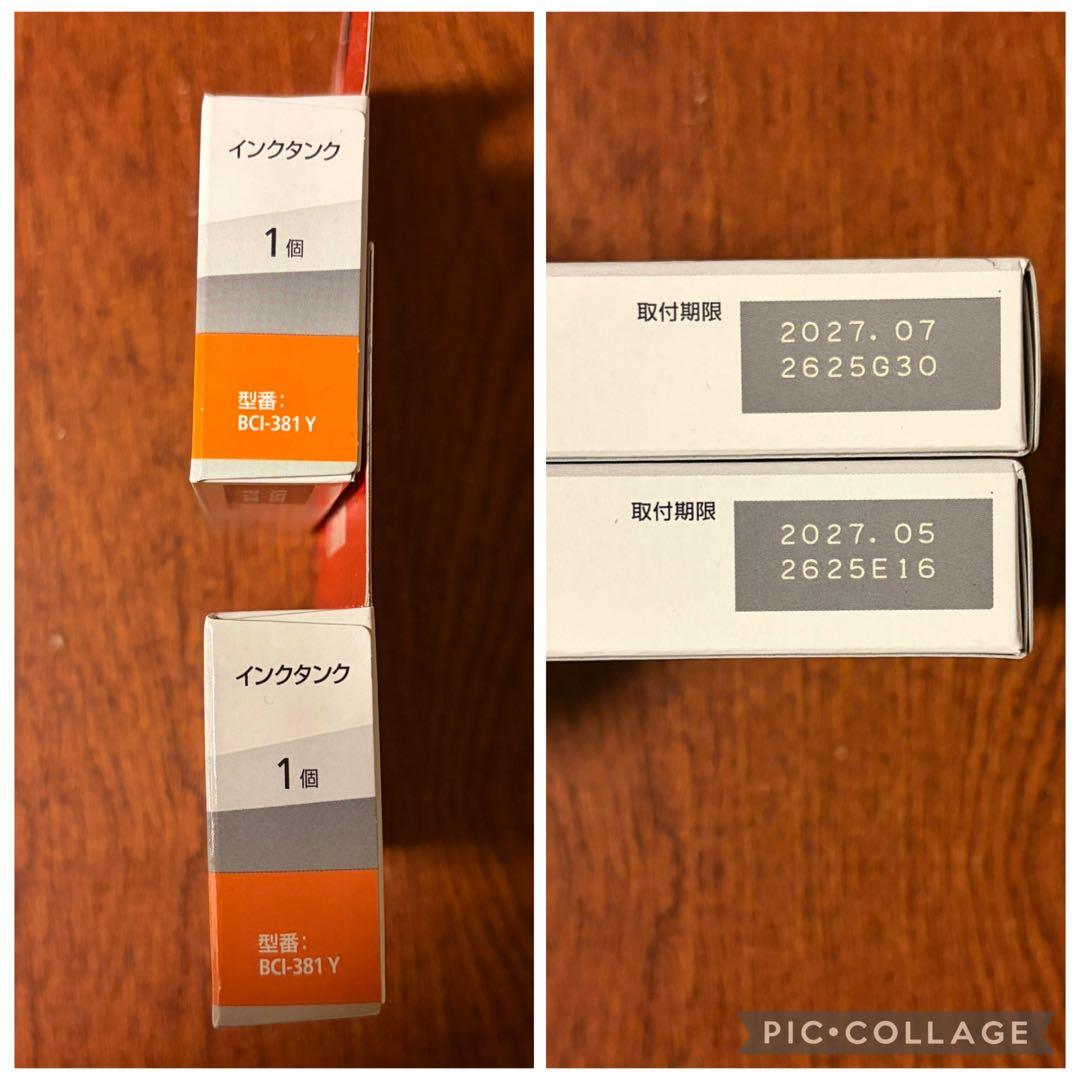 インクタンク
1個
型番:
BCI-381 Y
インクタンク
1個
型番:
BCI-381 Y
取付期限
2027. 07
2625G30
取付期限
2027. 05
2625E16
PIC•COLLAGE